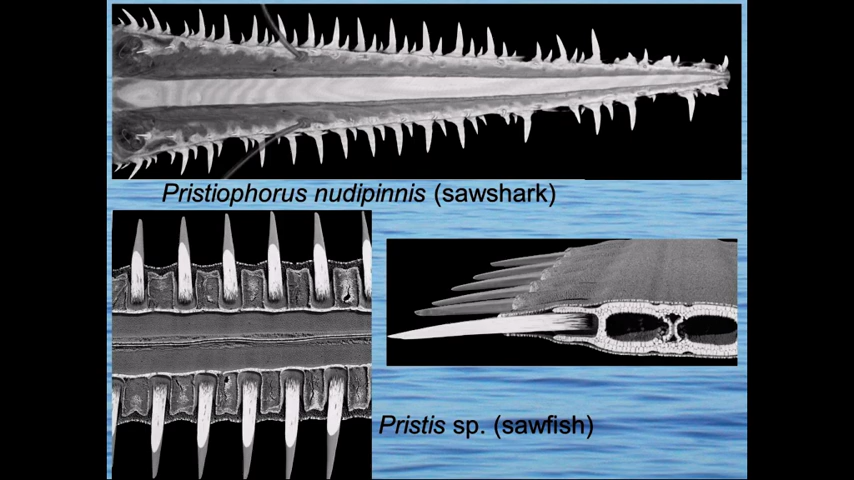 Pristiophorus nudipinnis (sawshark)
Pristis sp. (sawfish)